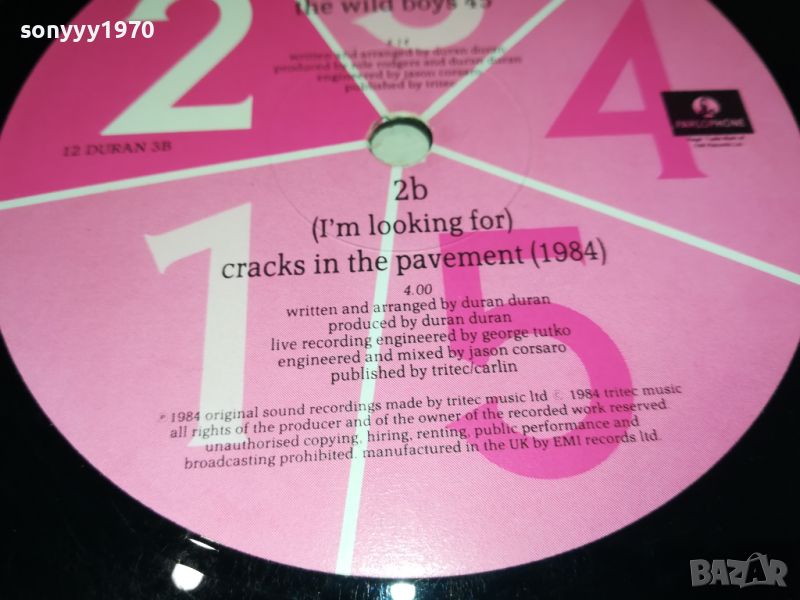 sonyyy1970
the wild boys 45
written and arranged by duran duran
produced by nile rodgers and duran duran
engineered by jason corsaro
published by tritec
2
3
4
12 DURAN 3B
PARLOPHONE
2b
(I'm looking for)
cracks in the pavement (1984)
4.00
written and arranged by duran duran
produced by duran duran
live recording engineered by george tutko
engineered and mixed by jason corsaro
published by tritec/carlin
1
5
℗ 1984 original sound recordings made by tritec music ltd © 1984 tritec music
all rights of the producer and of the owner of the recorded work reserved.
unauthorised copying, hiring, renting, public performance and
broadcasting prohibited. manufactured in the UK by EMI records ltd.
BAZAR